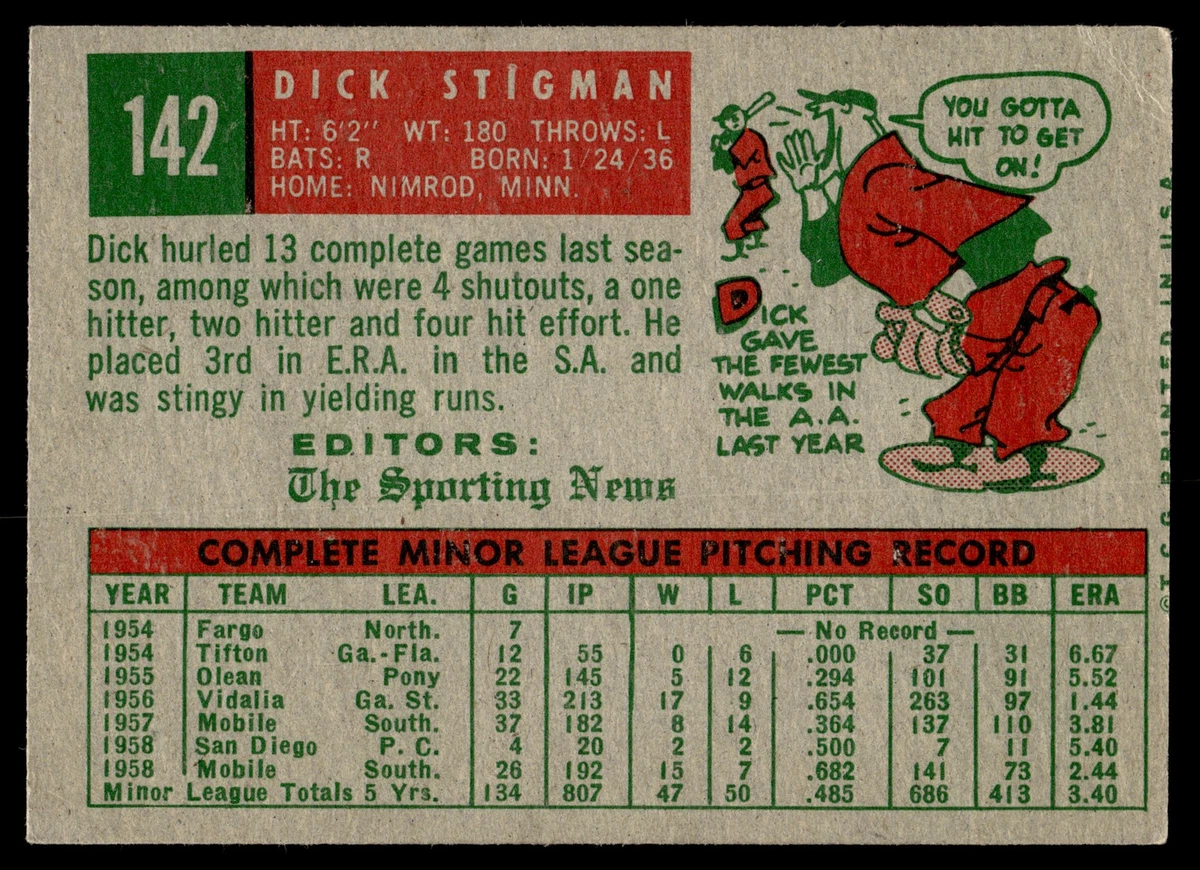 142
DICK STIGMAN
HT: 6'2" WT: 180 THROWS: L
BATS: R BORN: 1/24/36
HOME: NIMROD, MINN.
Dick hurled 13 complete games last sea-
son, among which were 4 shutouts, a one
hitter, two hitter and four hit effort. He
placed 3rd in E.R.A. in the S.A. and
was stingy in yielding runs.
EDITORS:
The Sporting News
YOU GOTTA
HIT TO GET
ON!
DICK
GAVE
THE FEWEST
WALKS IN
THE A.A.
LAST YEAR
©T. C. G. PRINTED IN U.S.A.
COMPLETE MINOR LEAGUE PITCHING RECORD
YEAR TEAM LEA. G IP W L PCT SO BB ERA
1954 Fargo North. 7 — No Record —
1954 Tifton Ga.-Fla. 12 55 0 6 .000 37 31 6.67
1955 Olean Pony 22 145 5 12 .294 101 91 5.52
1956 Vidalia Ga. St. 33 213 17 9 .654 263 97 1.44
1957 Mobile South. 37 182 8 14 .364 137 110 3.81
1958 San Diego P. C. 4 20 2 2 .500 7 11 5.40
1958 Mobile South. 26 192 15 7 .682 141 73 2.44
Minor League Totals 5 Yrs. 134 807 47 50 .485 686 413 3.40